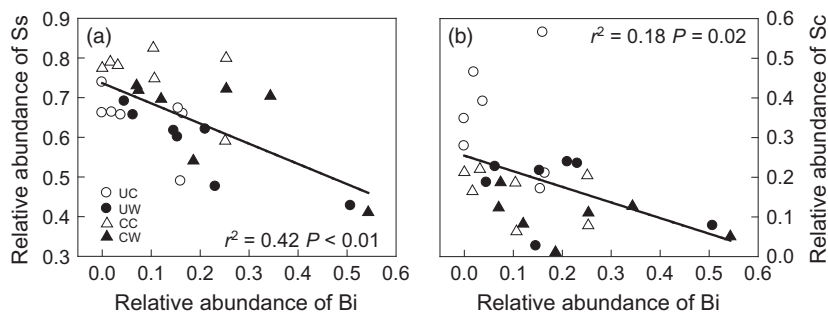 (a)
r² = 0.42 P < 0.01
UC
UW
CC
CW
0.9
0.8
0.7
0.6
0.5
0.4
0.3
0.0 0.1 0.2 0.3 0.4 0.5 0.6
Relative abundance of Ss
Relative abundance of Bi
(b)
r² = 0.18 P = 0.02
0.6
0.5
0.4
0.3
0.2
0.1
0.0
0.0 0.1 0.2 0.3 0.4 0.5 0.6
Relative abundance of Sc
Relative abundance of Bi